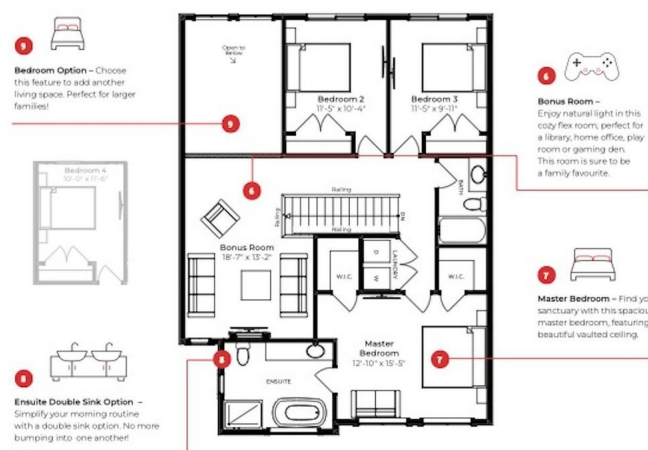 9
Bedroom Option – Choose
this feature to add another
living space. Perfect for larger
families!
Bedroom 4
10'-0" x 11'-6"
8
Ensuite Double Sink Option –
Simplify your morning routine
with a double sink option. No more
bumping into one another!
Open to
Below
9
Bedroom 2
11'-5" x 10'-4"
Bedroom 3
11'-5" x 9'-11"
6
Railing
Railing
Railing
DN
BATH
Bonus Room
18'-7" x 13'-2"
W.I.C.
D
W
LAUNDRY
W.I.C.
Master
Bedroom
12'-10" x 15'-5"
7
8
ENSUITE
6
Bonus Room –
Enjoy natural light in this
cozy flex room; perfect for
a library, home office, play
room or gaming den.
This room is sure to be
a family favourite.
7
Master Bedroom – Find yo
sanctuary with this spaciou
master bedroom, featuring
beautiful vaulted ceiling.